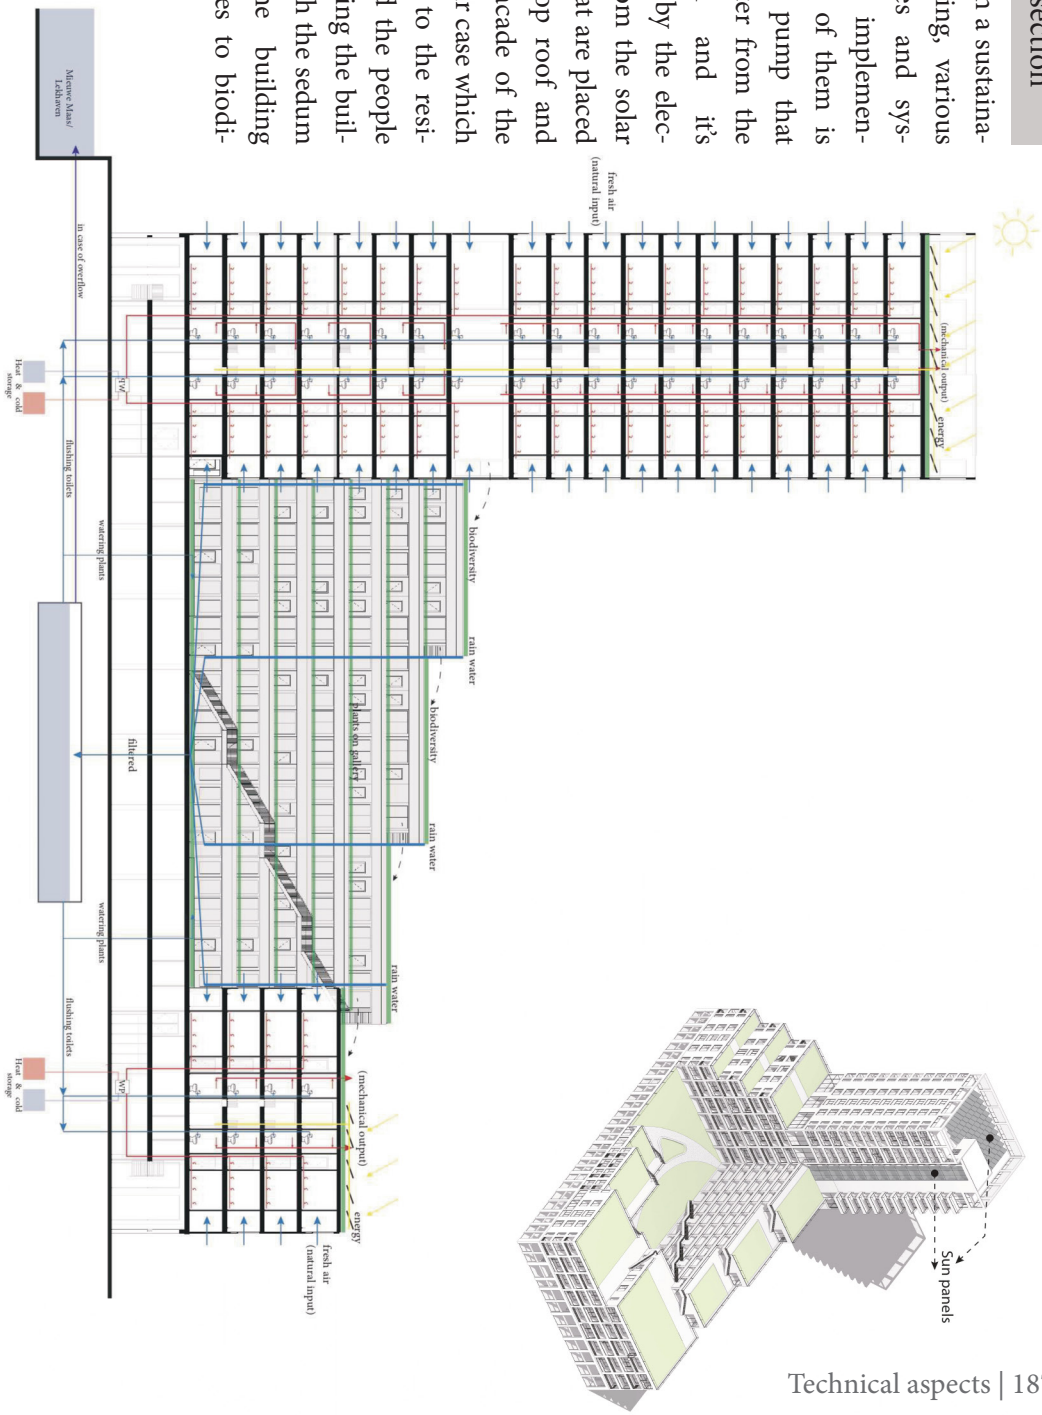 section
n a sustaina-
ing, various
es and sys-
implemen-
of them is
pump that
er from the
and it's
by the elec-
om the solar
at are placed
op roof and
acade of the
r case which
to the resi-
d the people
ing the buil-
h the sedum
ne building
es to biodi-
Sun panels
(mechanical output)
energy
fresh air
(natural input)
biodiversity
rain water
biodiversity
rain water
rain water
plants on gallery
(mechanical output)
energy
fresh air
(natural input)
Mieuwe Maas/
Lekhaven
in case of overflow
WP
Heat & cold
storage
flushing toilets
watering plants
filtered
watering plants
flushing toilets
WP
Heat & cold
storage
Technical aspects | 18